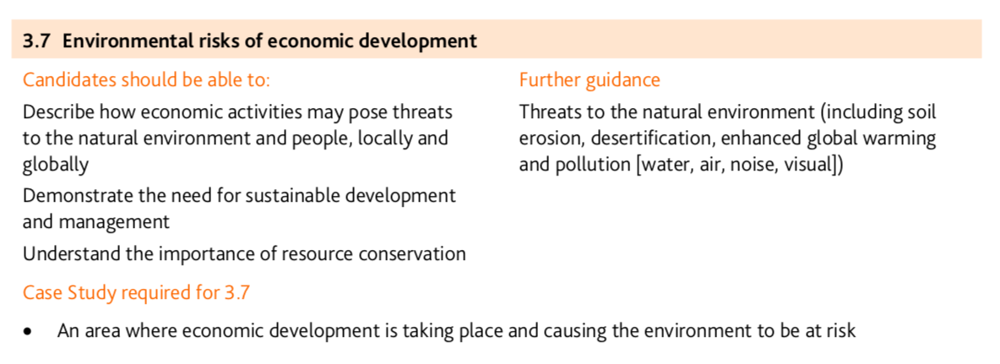 3.7 Environmental risks of economic development
Candidates should be able to:
Describe how economic activities may pose threats
to the natural environment and people, locally and
globally
Demonstrate the need for sustainable development
and management
Understand the importance of resource conservation
Further guidance
Threats to the natural environment (including soil
erosion, desertification, enhanced global warming
and pollution [water, air, noise, visual])
Case Study required for 3.7
• An area where economic development is taking place and causing the environment to be at risk